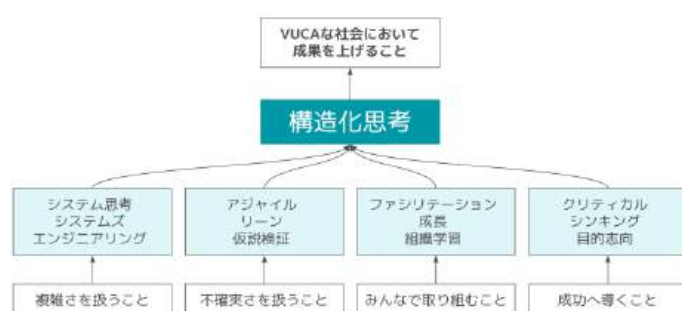 VUCAな社会において
成果を上げること
構造化思考
システム思考
システムズ
エンジニアリング
アジャイル
リーン
仮説検証
ファシリテーション
成長
組織学習
クリティカル
シンキング
目的志向
複雑さを扱うこと
不確実さを扱うこと
みんなで取り組むこと
成功へ導くこと